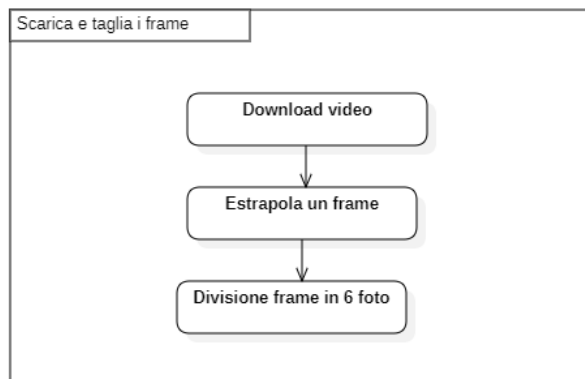 Scarica e taglia i frame
Download video
Estrapola un frame
Divisione frame in 6 foto